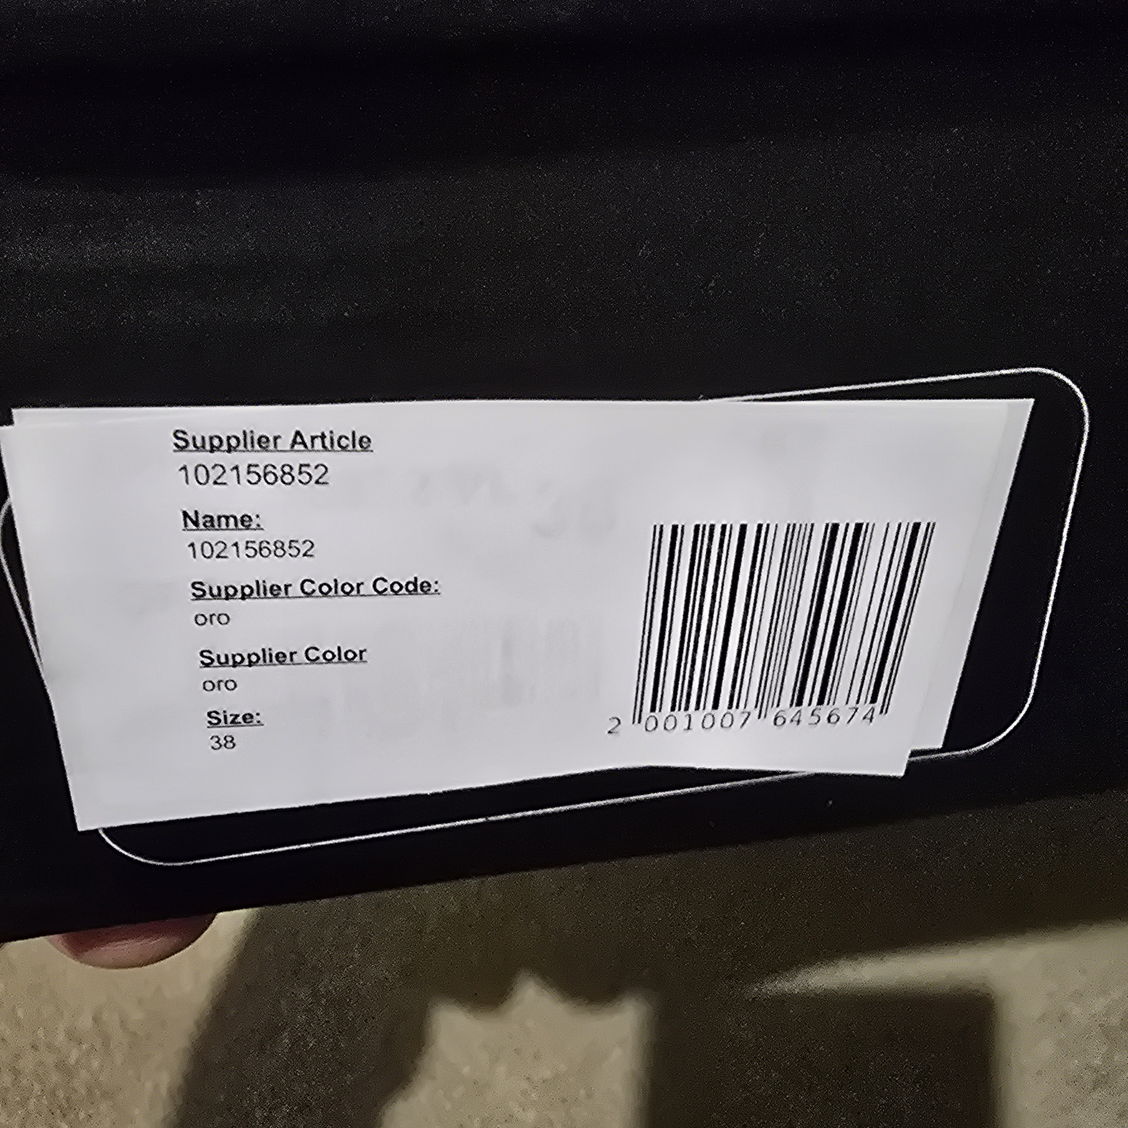 Supplier Article
102156852
Name:
102156852
Supplier Color Code:
oro
Supplier Color
oro
Size:
38
2 001007 645674